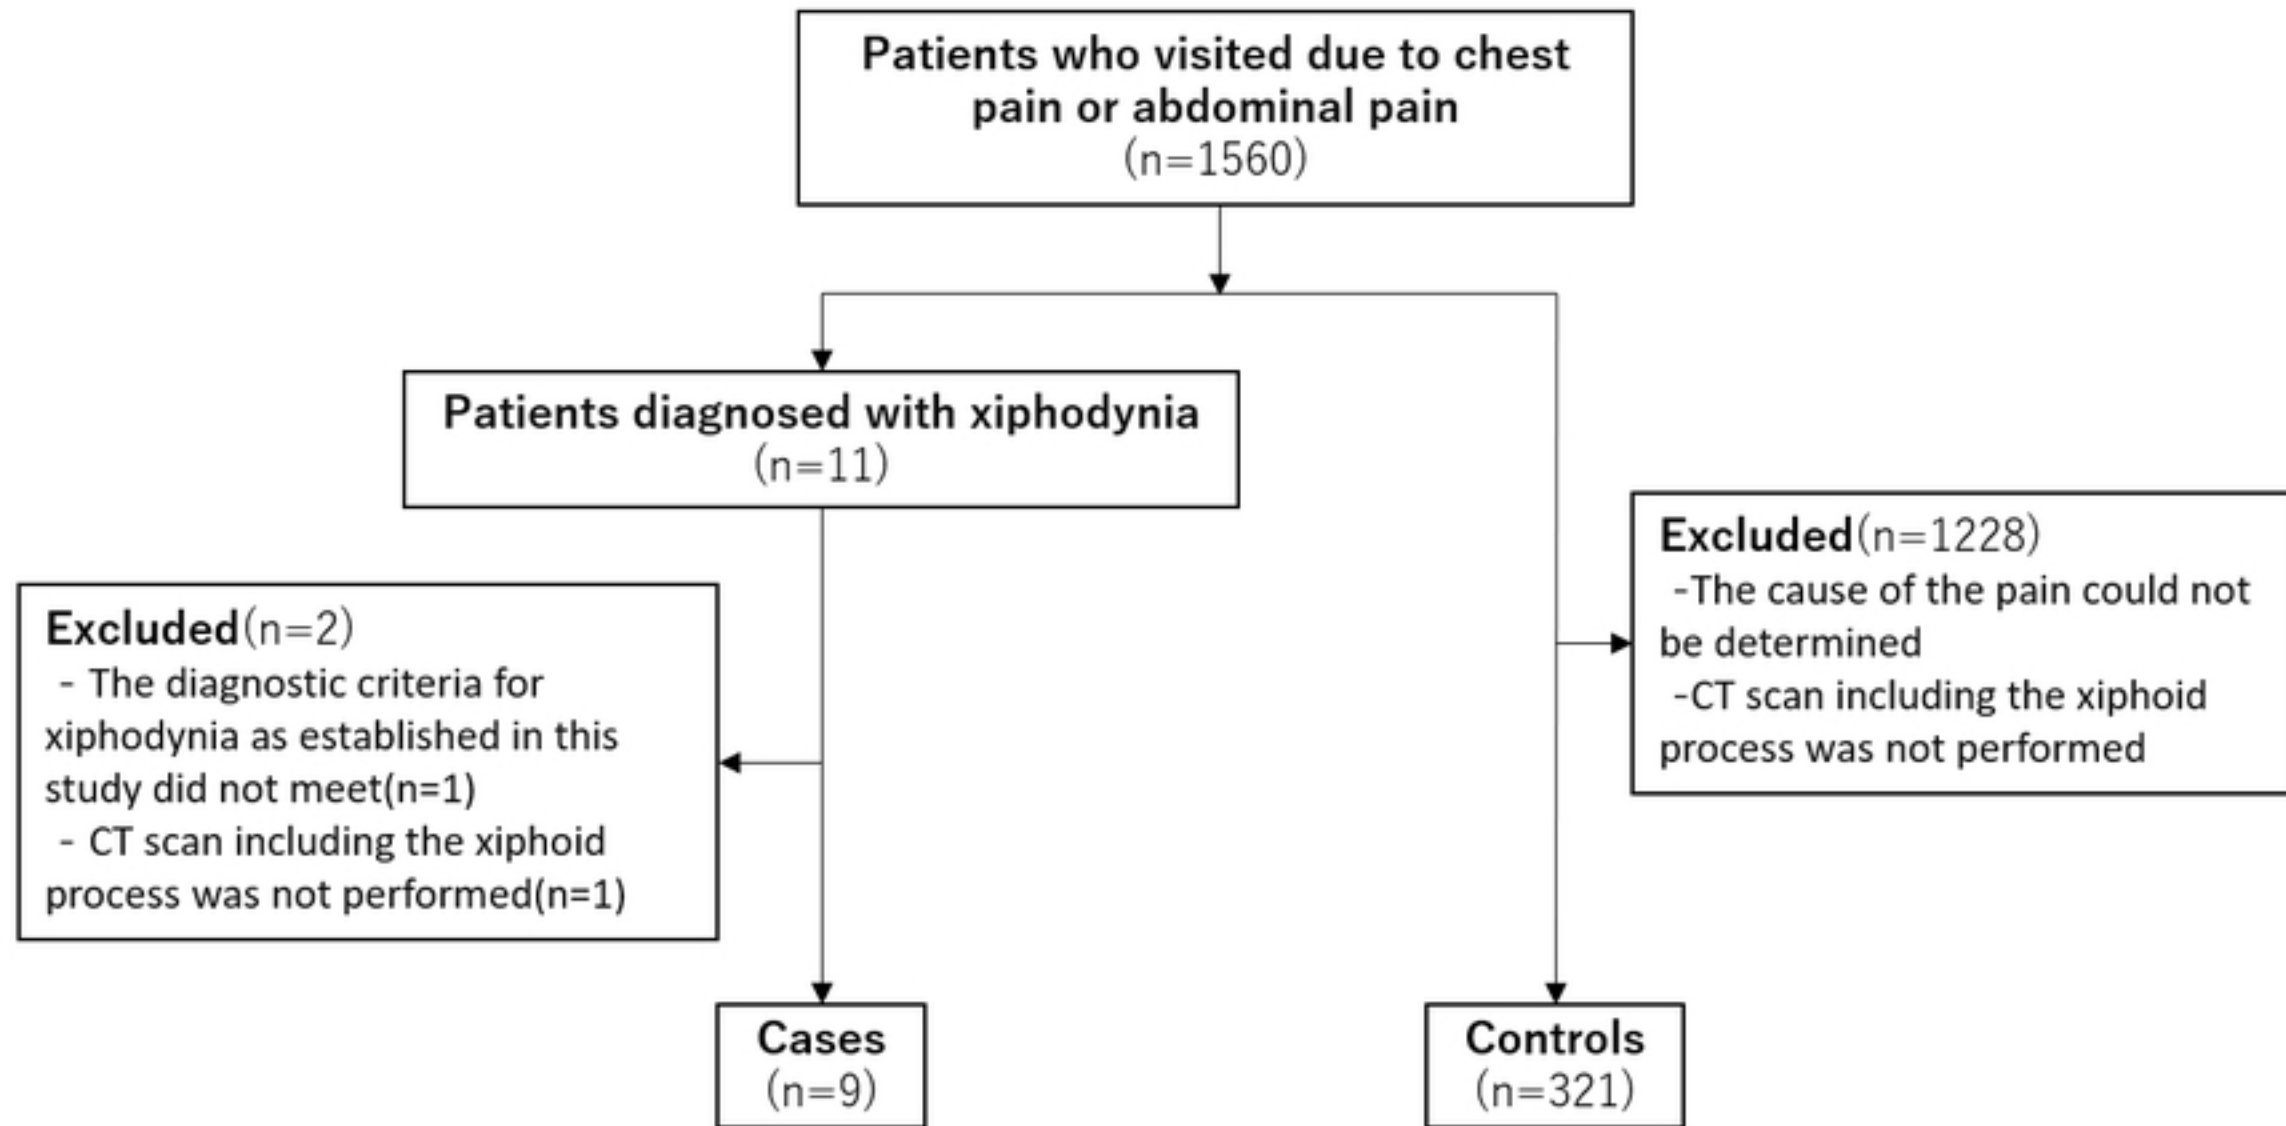 Patients who visited due to chest
pain or abdominal pain
(n=1560)
Patients diagnosed with xiphodynia
(n=11)
Excluded(n=1228)
-The cause of the pain could not
be determined
-CT scan including the xiphoid
process was not performed
Excluded(n=2)
- The diagnostic criteria for
xiphodynia as established in this
study did not meet(n=1)
- CT scan including the xiphoid
process was not performed(n=1)
Cases
(n=9)
Controls
(n=321)